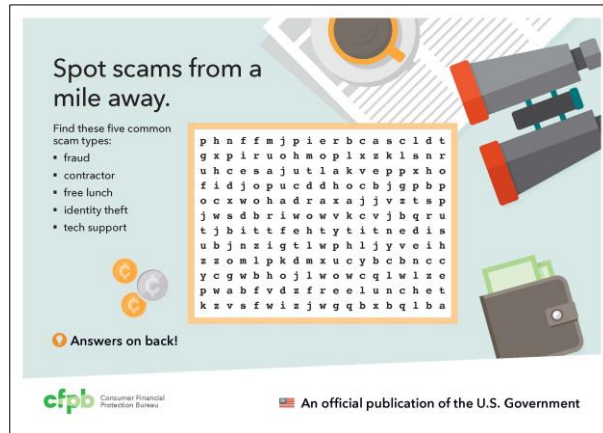 Spot scams from a
mile away.
Find these five common
scam types:
▪ fraud
▪ contractor
▪ free lunch
▪ identity theft
▪ tech support
p h n f f m j p i e r b c a s c l d t
g x p i r u o h m o p l x z k l s n r
u h c e s a j u t l a k v e p p x h o
f i d j o p u c d d h o c b j g p b p
o c x w o h a d r a x a j j v z t s p
j w s d b r i w o w v k c v j b q r u
t j b i t t f e h t y t i t n e d i s
u b j n z i g t l w p h l j y v e i h
z z o m l p k d m x u c y b c b n c c
y c g w b h o j l w o w c q l w l z e
p w a b f v d z f r e e l u n c h e t
k z v s f w i z j w g q b x b q l b a
Answers on back!
cfpb Consumer Financial
Protection Bureau
An official publication of the U.S. Government